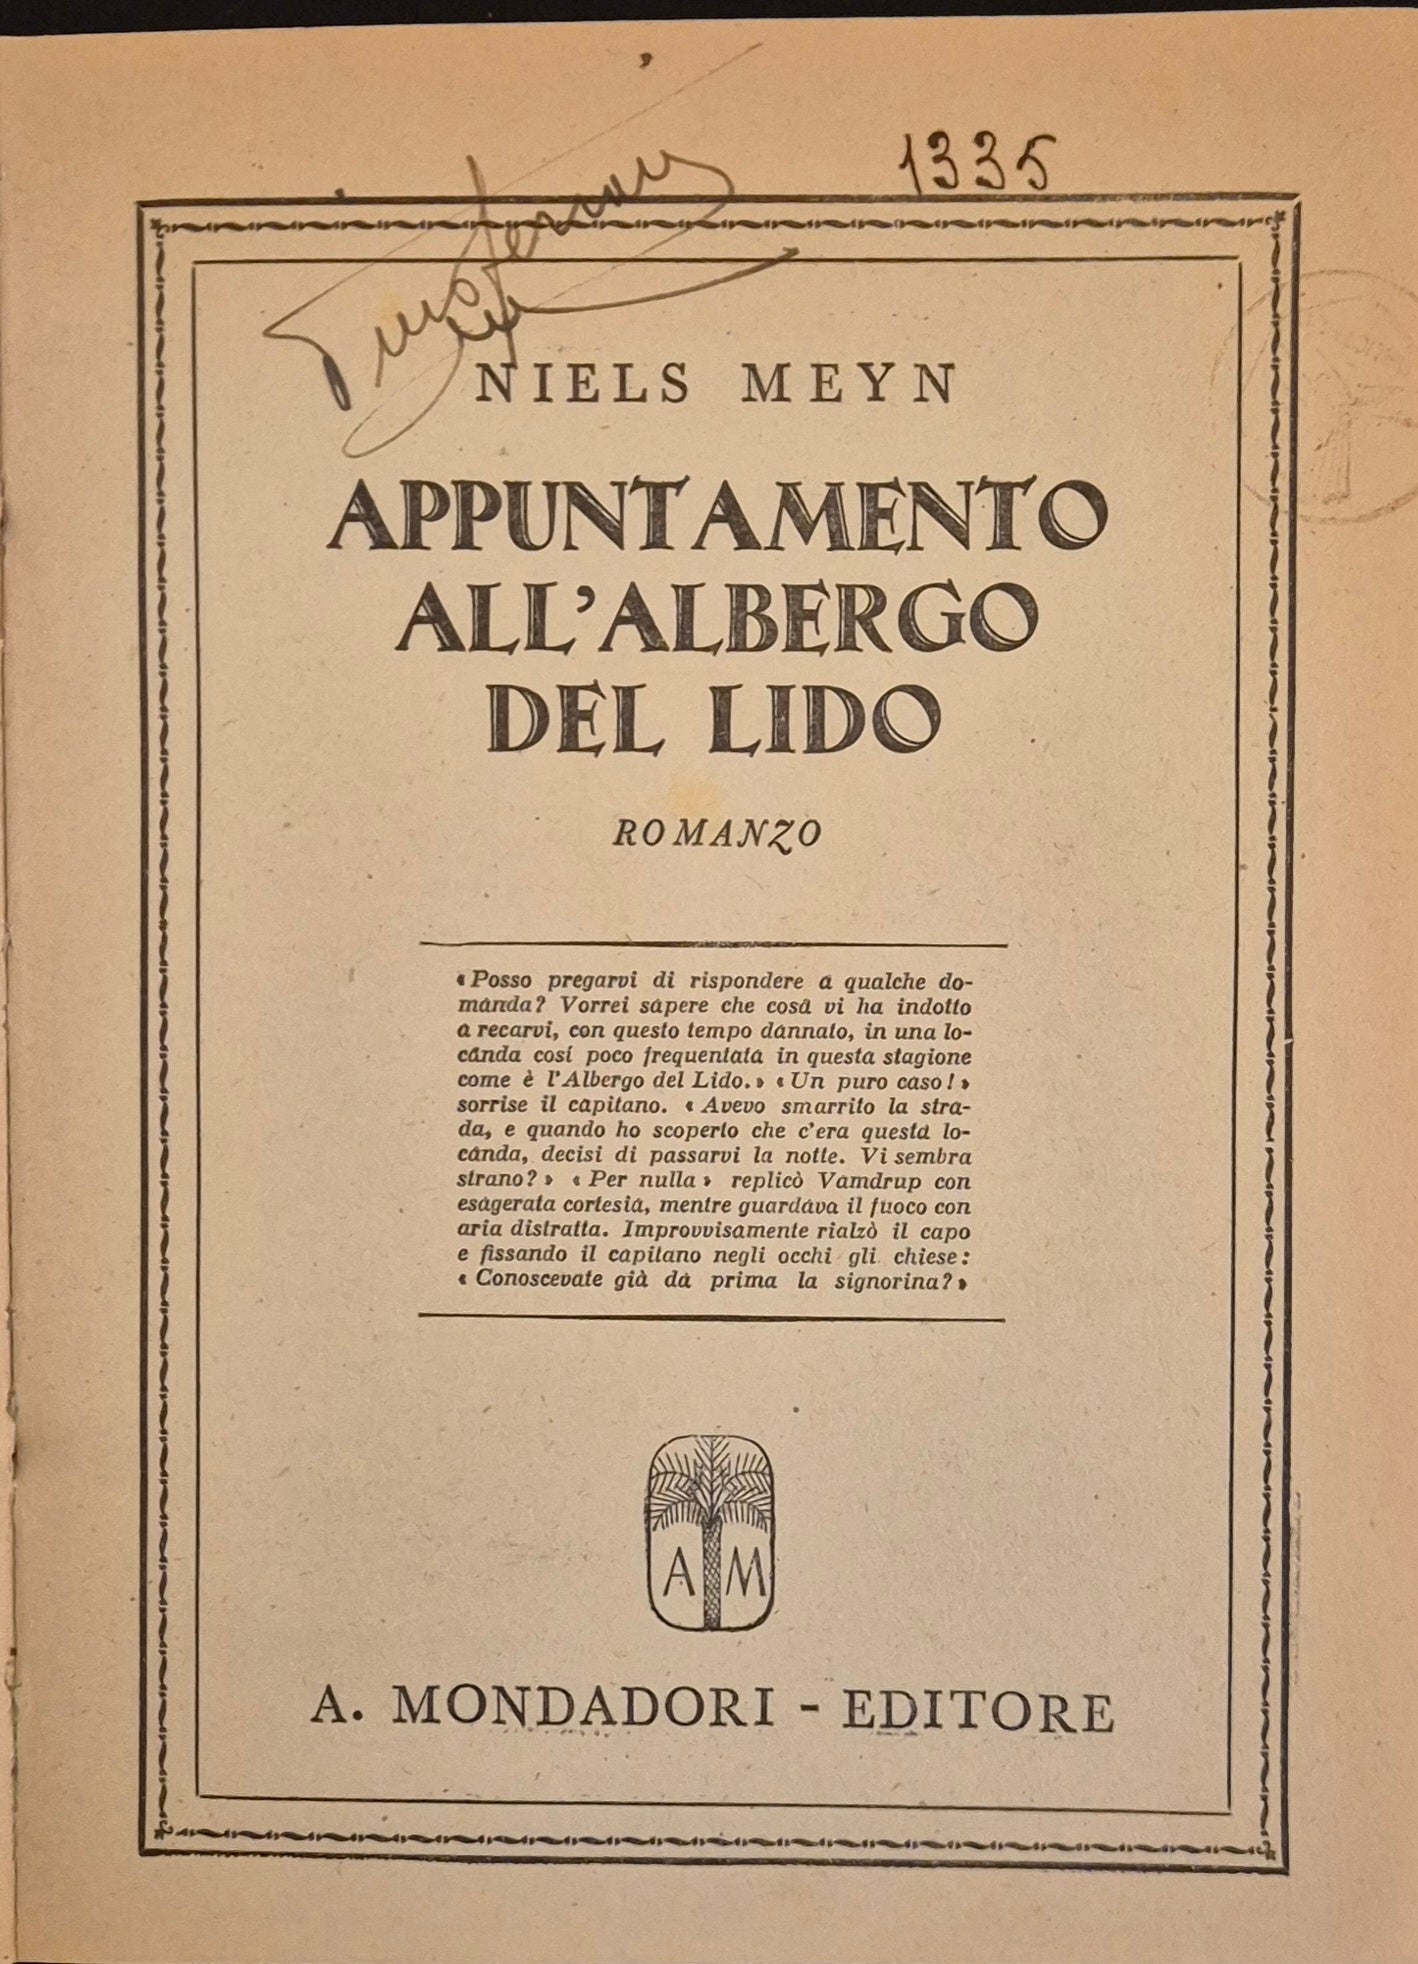 1335
NIELS MEYN
APPUNTAMENTO
ALL'ALBERGO
DEL LIDO
ROMANZO
«Posso pregarvi di rispondere a qualche do-
manda? Vorrei sapere che cosa vi ha indotto
a recarvi, con questo tempo dannato, in una lo-
canda così poco frequentata in questa stagione
come è l'Albergo del Lido.» «Un puro caso!»
sorrise il capitano. «Avevo smarrito la stra-
da, e quando ho scoperto che c'era questa lo-
canda, decisi di passarvi la notte. Vi sembra
strano?» «Per nulla» replicò Vamdrup con
esagerata cortesia, mentre guardava il fuoco con
aria distratta. Improvvisamente rialzò il capo
e fissando il capitano negli occhi gli chiese:
«Conoscevate già da prima la signorina?»
A M
A. MONDADORI - EDITORE